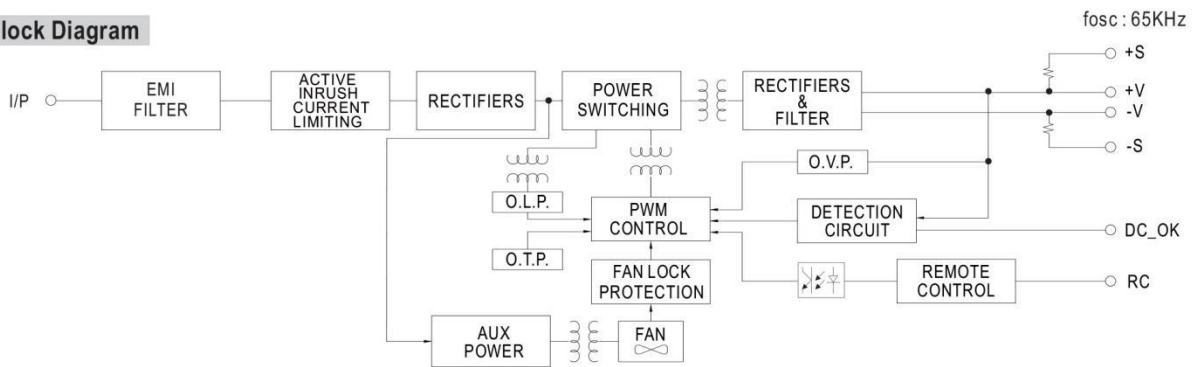 lock Diagram
fosc : 65KHz
I/P
EMI
FILTER
ACTIVE
INRUSH
CURRENT
LIMITING
RECTIFIERS
POWER
SWITCHING
RECTIFIERS
&
FILTER
+S
+V
-V
-S
O.L.P.
O.T.P.
PWM
CONTROL
O.V.P.
DETECTION
CIRCUIT
DC_OK
FAN LOCK
PROTECTION
REMOTE
CONTROL
RC
AUX
POWER
FAN